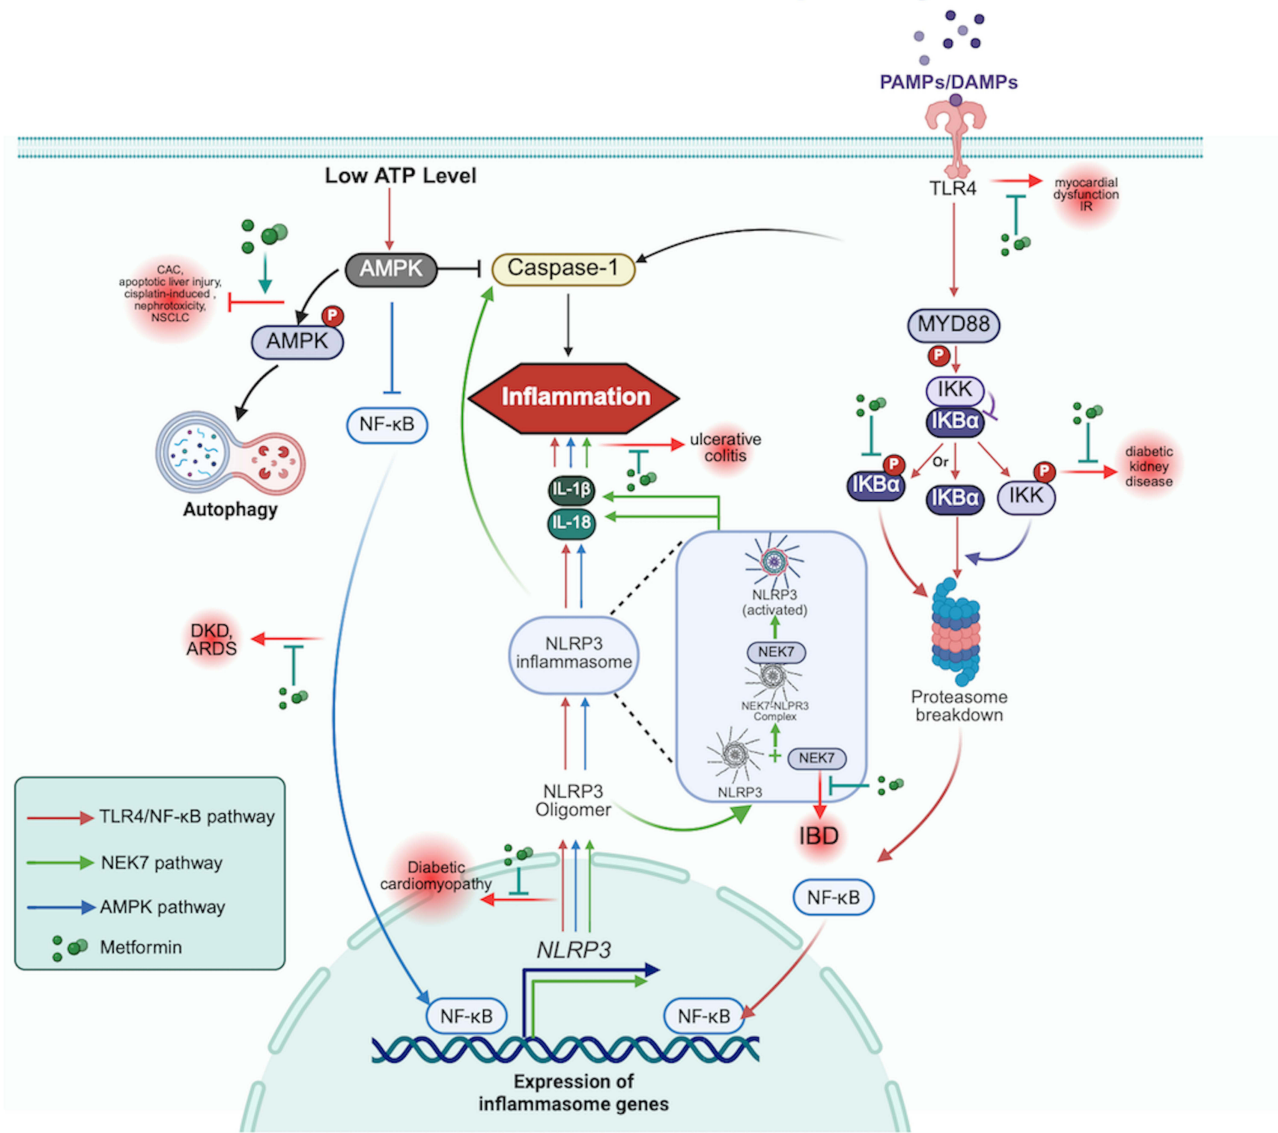 PAMPs/DAMPs
TLR4
myocardial
dysfunction
IR
Low ATP Level
AMPK
Caspase-1
CAC,
apoptotic liver injury,
cisplatin-induced ,
nephrotoxicity,
NSCLC
P
AMPK
MYD88
P
IKK
IKBα
Inflammation
NF-κB
ulcerative
colitis
Or
P
IKBα
IKBα
P
IKK
diabetic
kidney
disease
IL-1β
IL-18
Autophagy
NLRP3
(activated)
NEK7
NEK7-NLPR3
Complex
NEK7
NLRP3
IBD
NLRP3
inflammasome
DKD,
ARDS
Proteasome
breakdown
NLRP3
Oligomer
TLR4/NF-κB pathway
NEK7 pathway
AMPK pathway
Metformin
Diabetic
cardiomyopathy
NF-κB
NLRP3
NF-κB
NF-κB
Expression of
inflammasome genes